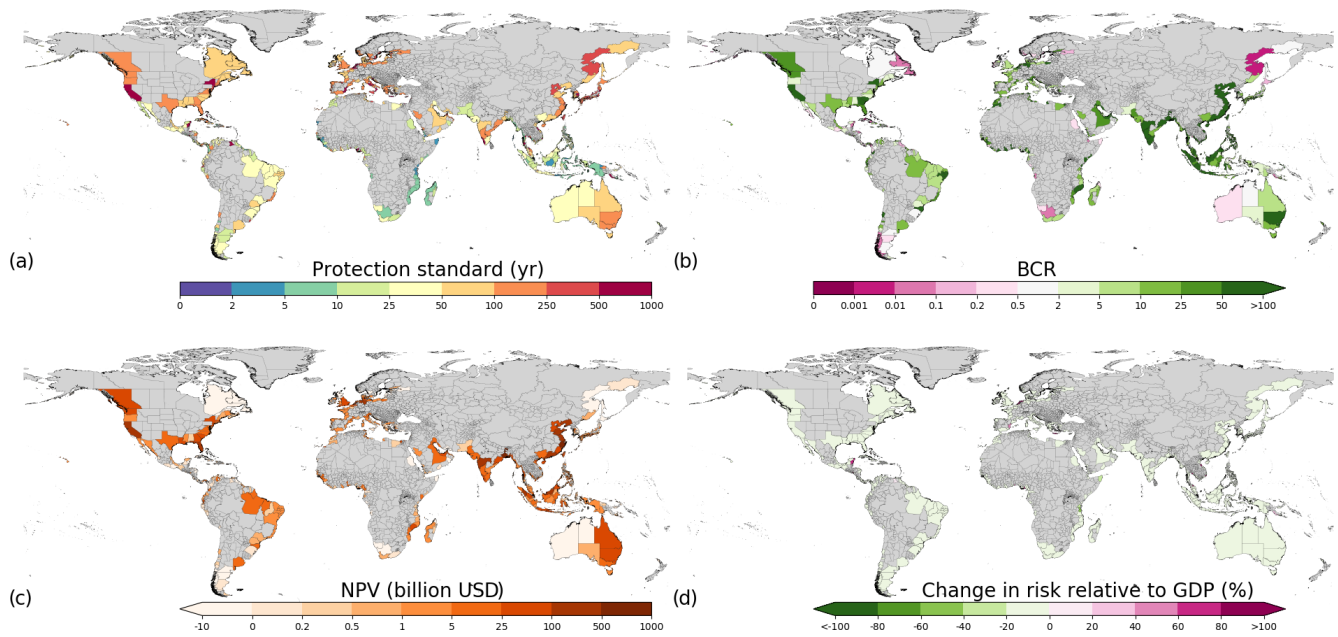 (a)
Protection standard (yr)
0 2 5 10 25 50 100 250 500 1000
(b)
BCR
0 0.001 0.01 0.1 0.2 0.5 2 5 10 25 50 >100
(c)
NPV (billion USD)
-10 0 0.2 0.5 1 5 25 100 500 1000
(d)
Change in risk relative to GDP (%)
<-100 -80 -60 -40 -20 0 20 40 60 80 >100